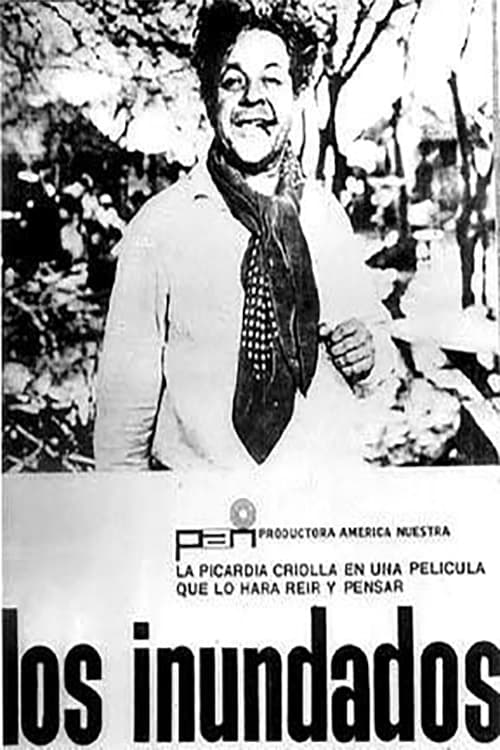 pan PRODUCTORA AMERICA NUESTRA
LA PICARDIA CRIOLLA EN UNA PELICULA
QUE LO HARA REIR Y PENSAR
los inundados